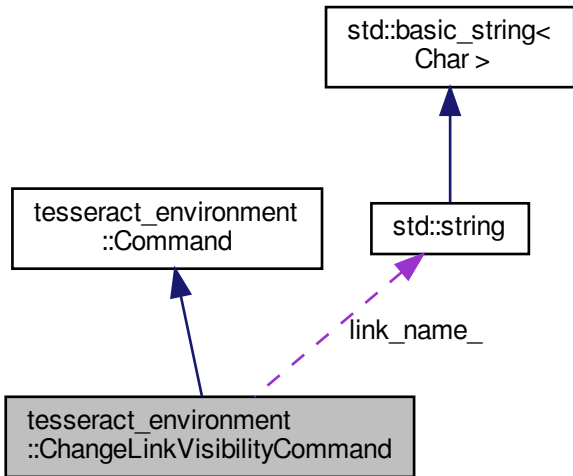 std::basic_string<
Char >
tesseract_environment
::Command
std::string
link_name_
tesseract_environment
::ChangeLinkVisibilityCommand